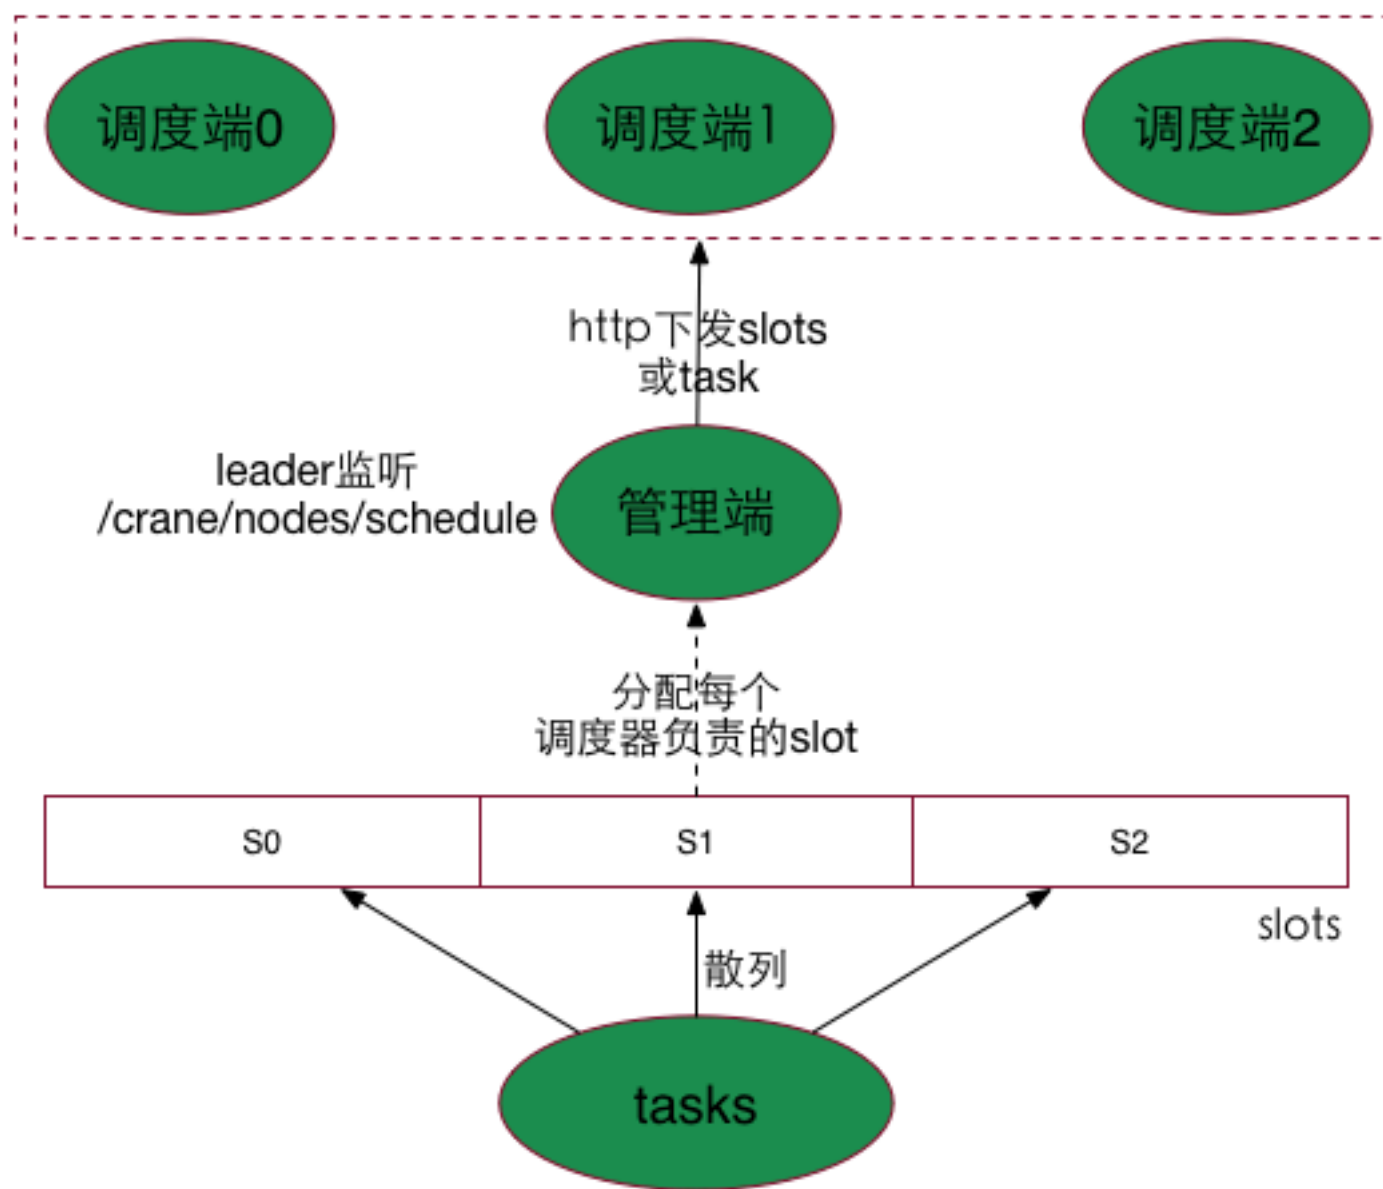 调度端0
调度端1
调度端2
http下发slots
或task
leader监听
/crane/nodes/schedule
管理端
分配每个
调度器负责的slot
S0
S1
S2
slots
散列
tasks